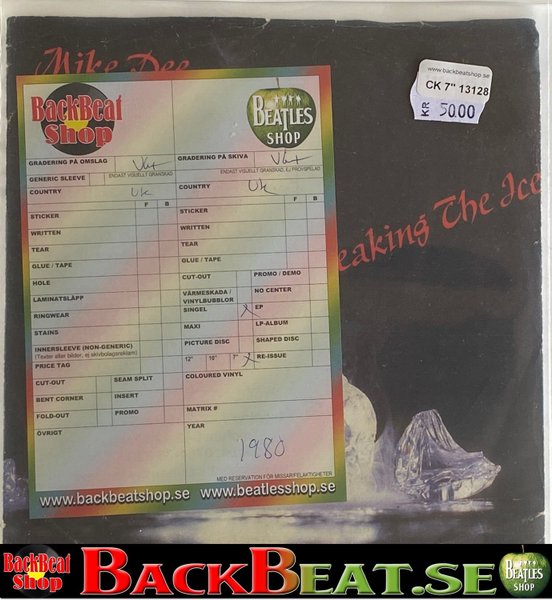 Mike Dee
www.backbeatshop.se
CK 7" 13128
KR 50.00
eaking The Ice
BackBeat
Shop
BEATLES
SHOP
GRADERING PÅ OMSLAG
ENDAST VISUELLT GRANSKAD
GENERIC SLEEVE
COUNTRY UK
F B
STICKER
WRITTEN
TEAR
GLUE / TAPE
HOLE
LAMINATSLÄPP
RINGWEAR
STAINS
INNERSLEEVE (NON-GENERIC)
(Texter eller bilder, ej skivbolagsreklam)
PRICE TAG
CUT-OUT SEAM SPLIT
BENT CORNER INSERT
FOLD-OUT PROMO
ÖVRIGT
GRADERING PÅ SKIVA
ENDAST VISUELLT GRANSKAD, EJ PROVSPELAD
COUNTRY UK
F B
STICKER
WRITTEN
TEAR
GLUE / TAPE
CUT-OUT PROMO / DEMO
VÄRMESKADA /
VINYLBUBBLOR
NO CENTER
SINGEL X EP
MAXI LP-ALBUM
PICTURE DISC SHAPED DISC
12" 10" 7" X RE-ISSUE
COLOURED VINYL
MATRIX #
YEAR
1980
MED RESERVATION FÖR MISSAR/FELAKTIGHETER
www.backbeatshop.se www.beatlesshop.se
BackBeat
Shop
BACKBEAT.SE
BEATLES
SHOP